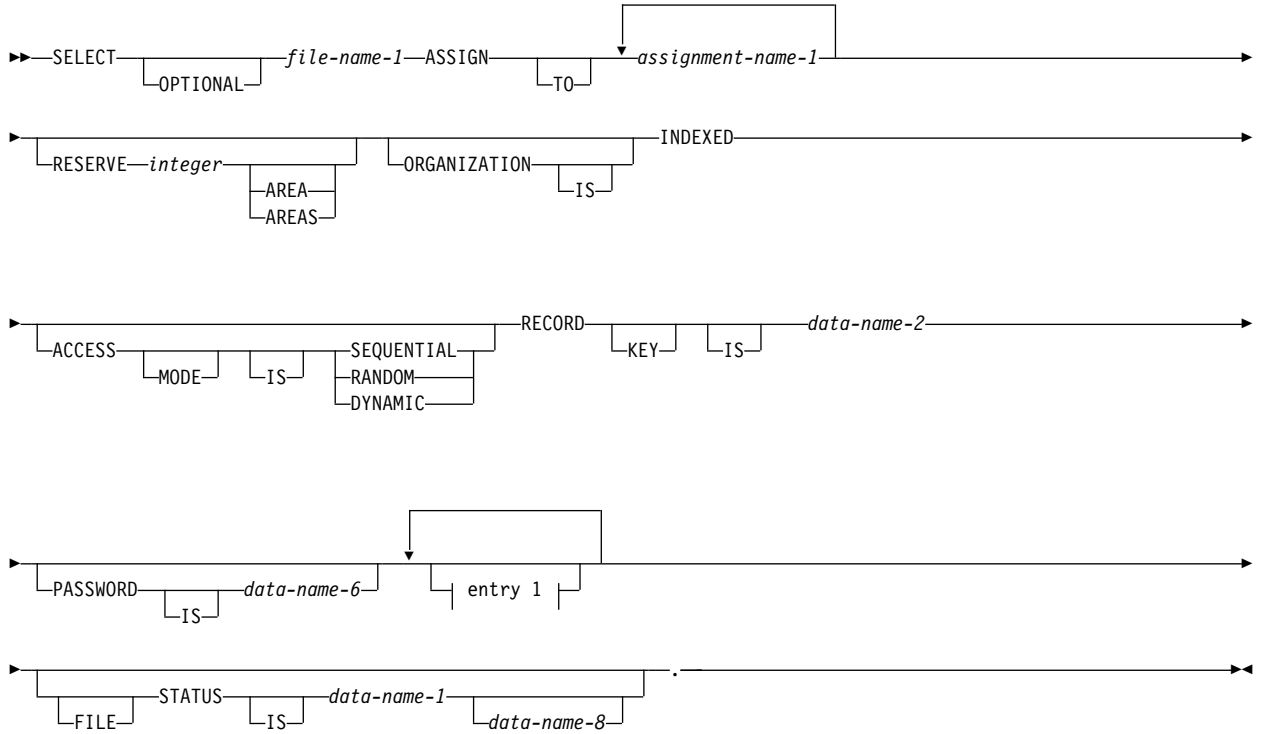 SELECT OPTIONAL file-name-1 ASSIGN TO assignment-name-1
RESERVE integer AREA AREAS ORGANIZATION IS INDEXED
ACCESS MODE IS SEQUENTIAL RANDOM DYNAMIC RECORD KEY IS data-name-2
PASSWORD IS data-name-6 entry 1
FILE STATUS IS data-name-1 data-name-8 .